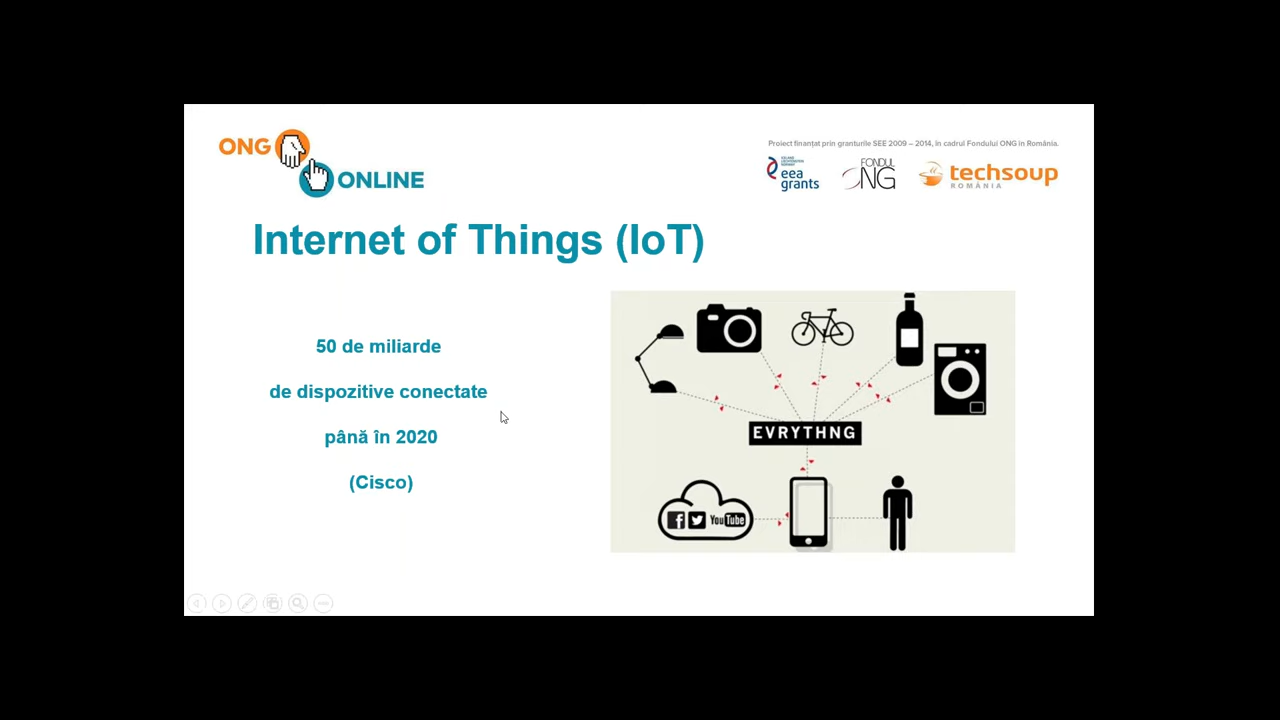 ONG
ONLINE
Proiect finanțat prin granturile SEE 2009 – 2014, în cadrul Fondului ONG în România.
eea
grants
FONDUL
ONG
techsoup
ROMÂNIA
Internet of Things (IoT)
50 de miliarde
de dispozitive conectate
până în 2020
(Cisco)
EVRYTHNG
YouTube